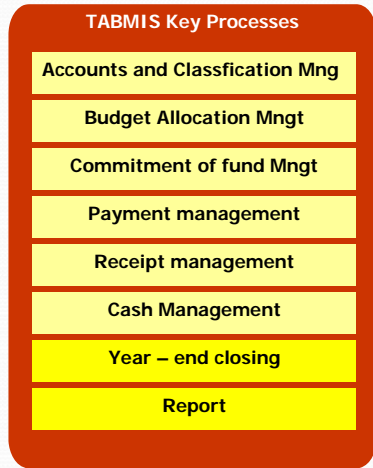 TABMIS Key Processes
Accounts and Classfication Mng
Budget Allocation Mngt
Commitment of fund Mngt
Payment management
Receipt management
Cash Management
Year – end closing
Report